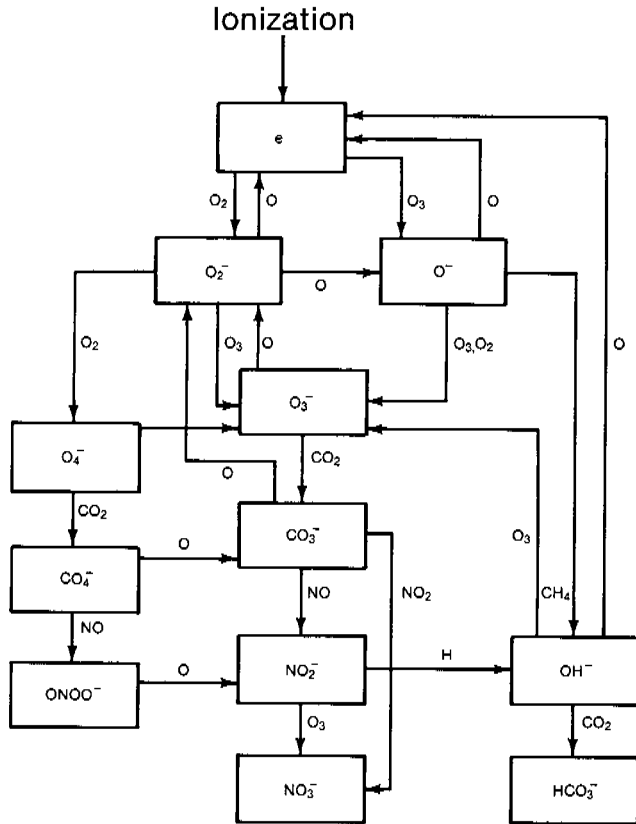 Ionization
e
O₂
O
O₃
O
O₂⁻
O⁻
O
O₂
O₃
O
O₃,O₂
O
O₃⁻
O₄⁻
CO₂
O
CO₂
CO₃⁻
O
O₃
CO₄⁻
NO
NO₂
CH₄
NO
ONOO⁻
O
NO₂⁻
H
OH⁻
O₃
CO₂
NO₃⁻
HCO₃⁻